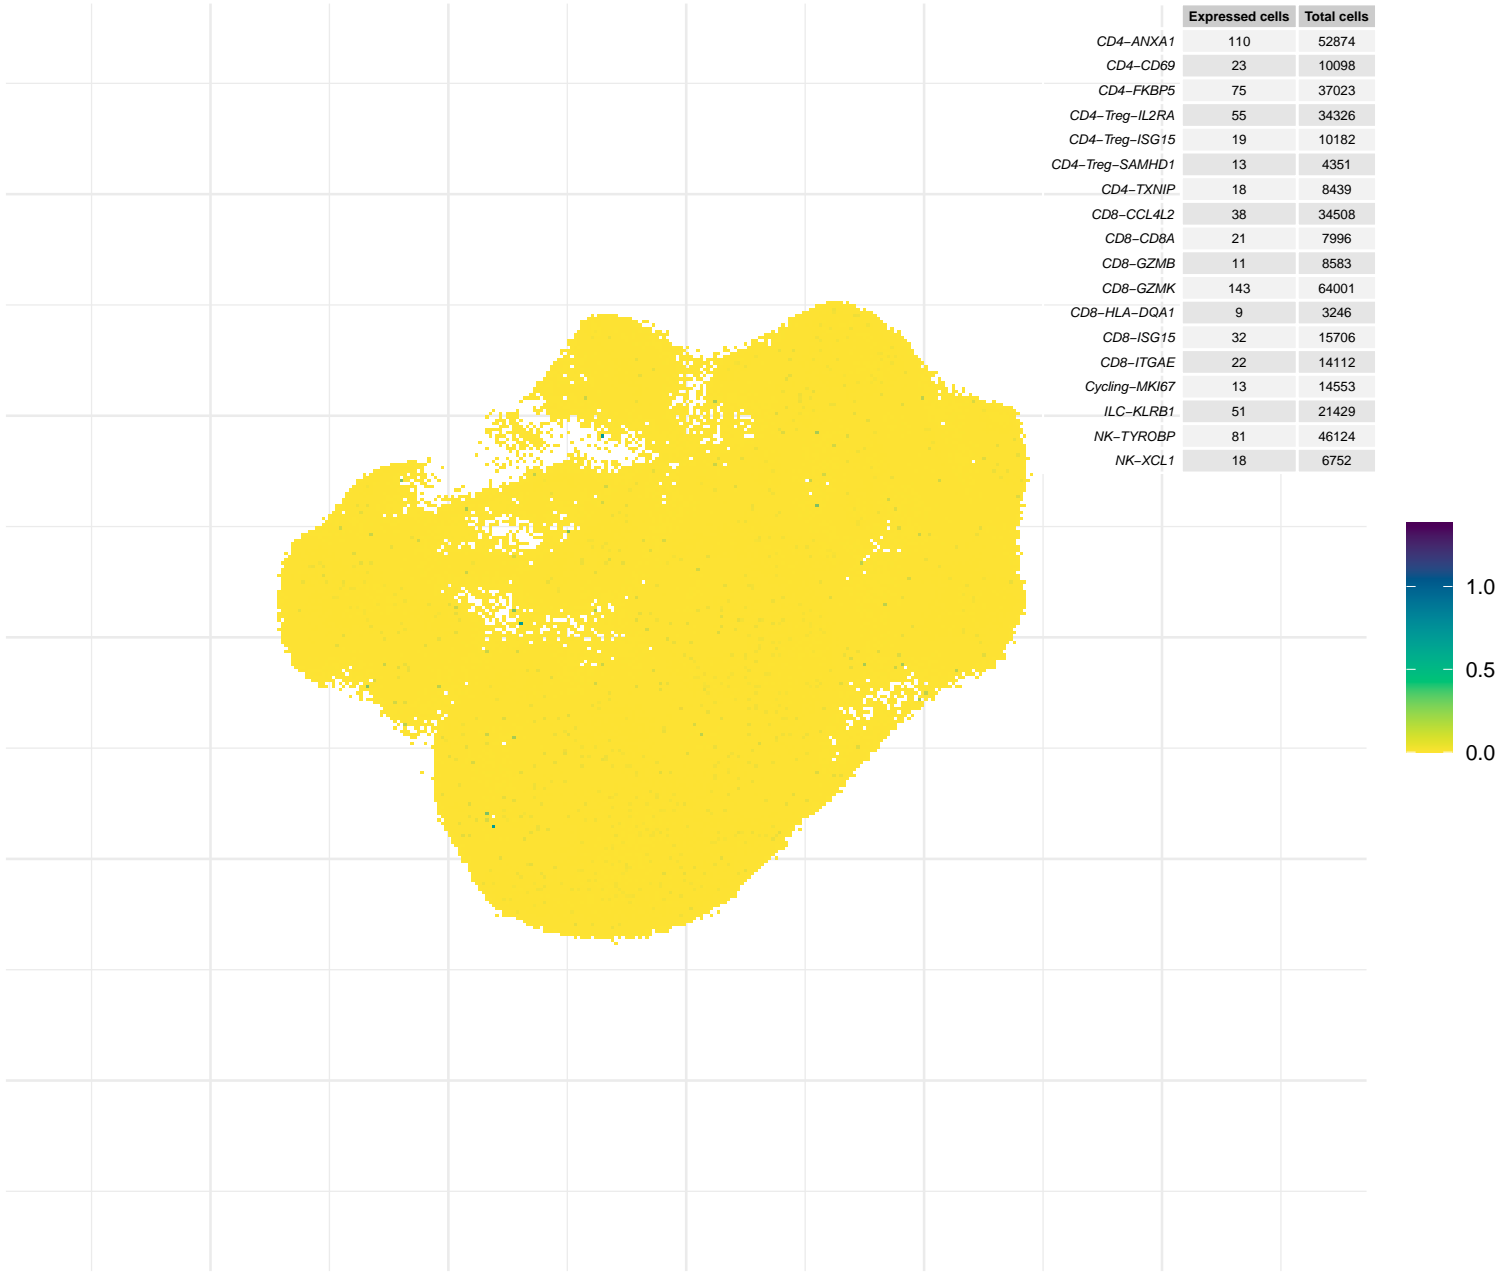 Expressed cells Total cells
CD4−ANXA1 110 52874
CD4−CD69 23 10098
CD4−FKBP5 75 37023
CD4−Treg−IL2RA 55 34326
CD4−Treg−ISG15 19 10182
CD4−Treg−SAMHD1 13 4351
CD4−TXNIP 18 8439
CD8−CCL4L2 38 34508
CD8−CD8A 21 7996
CD8−GZMB 11 8583
CD8−GZMK 143 64001
CD8−HLA−DQA1 9 3246
CD8−ISG15 32 15706
CD8−ITGAE 22 14112
Cycling−MKI67 13 14553
ILC−KLRB1 51 21429
NK−TYROBP 81 46124
NK−XCL1 18 6752
1.0
0.5
0.0